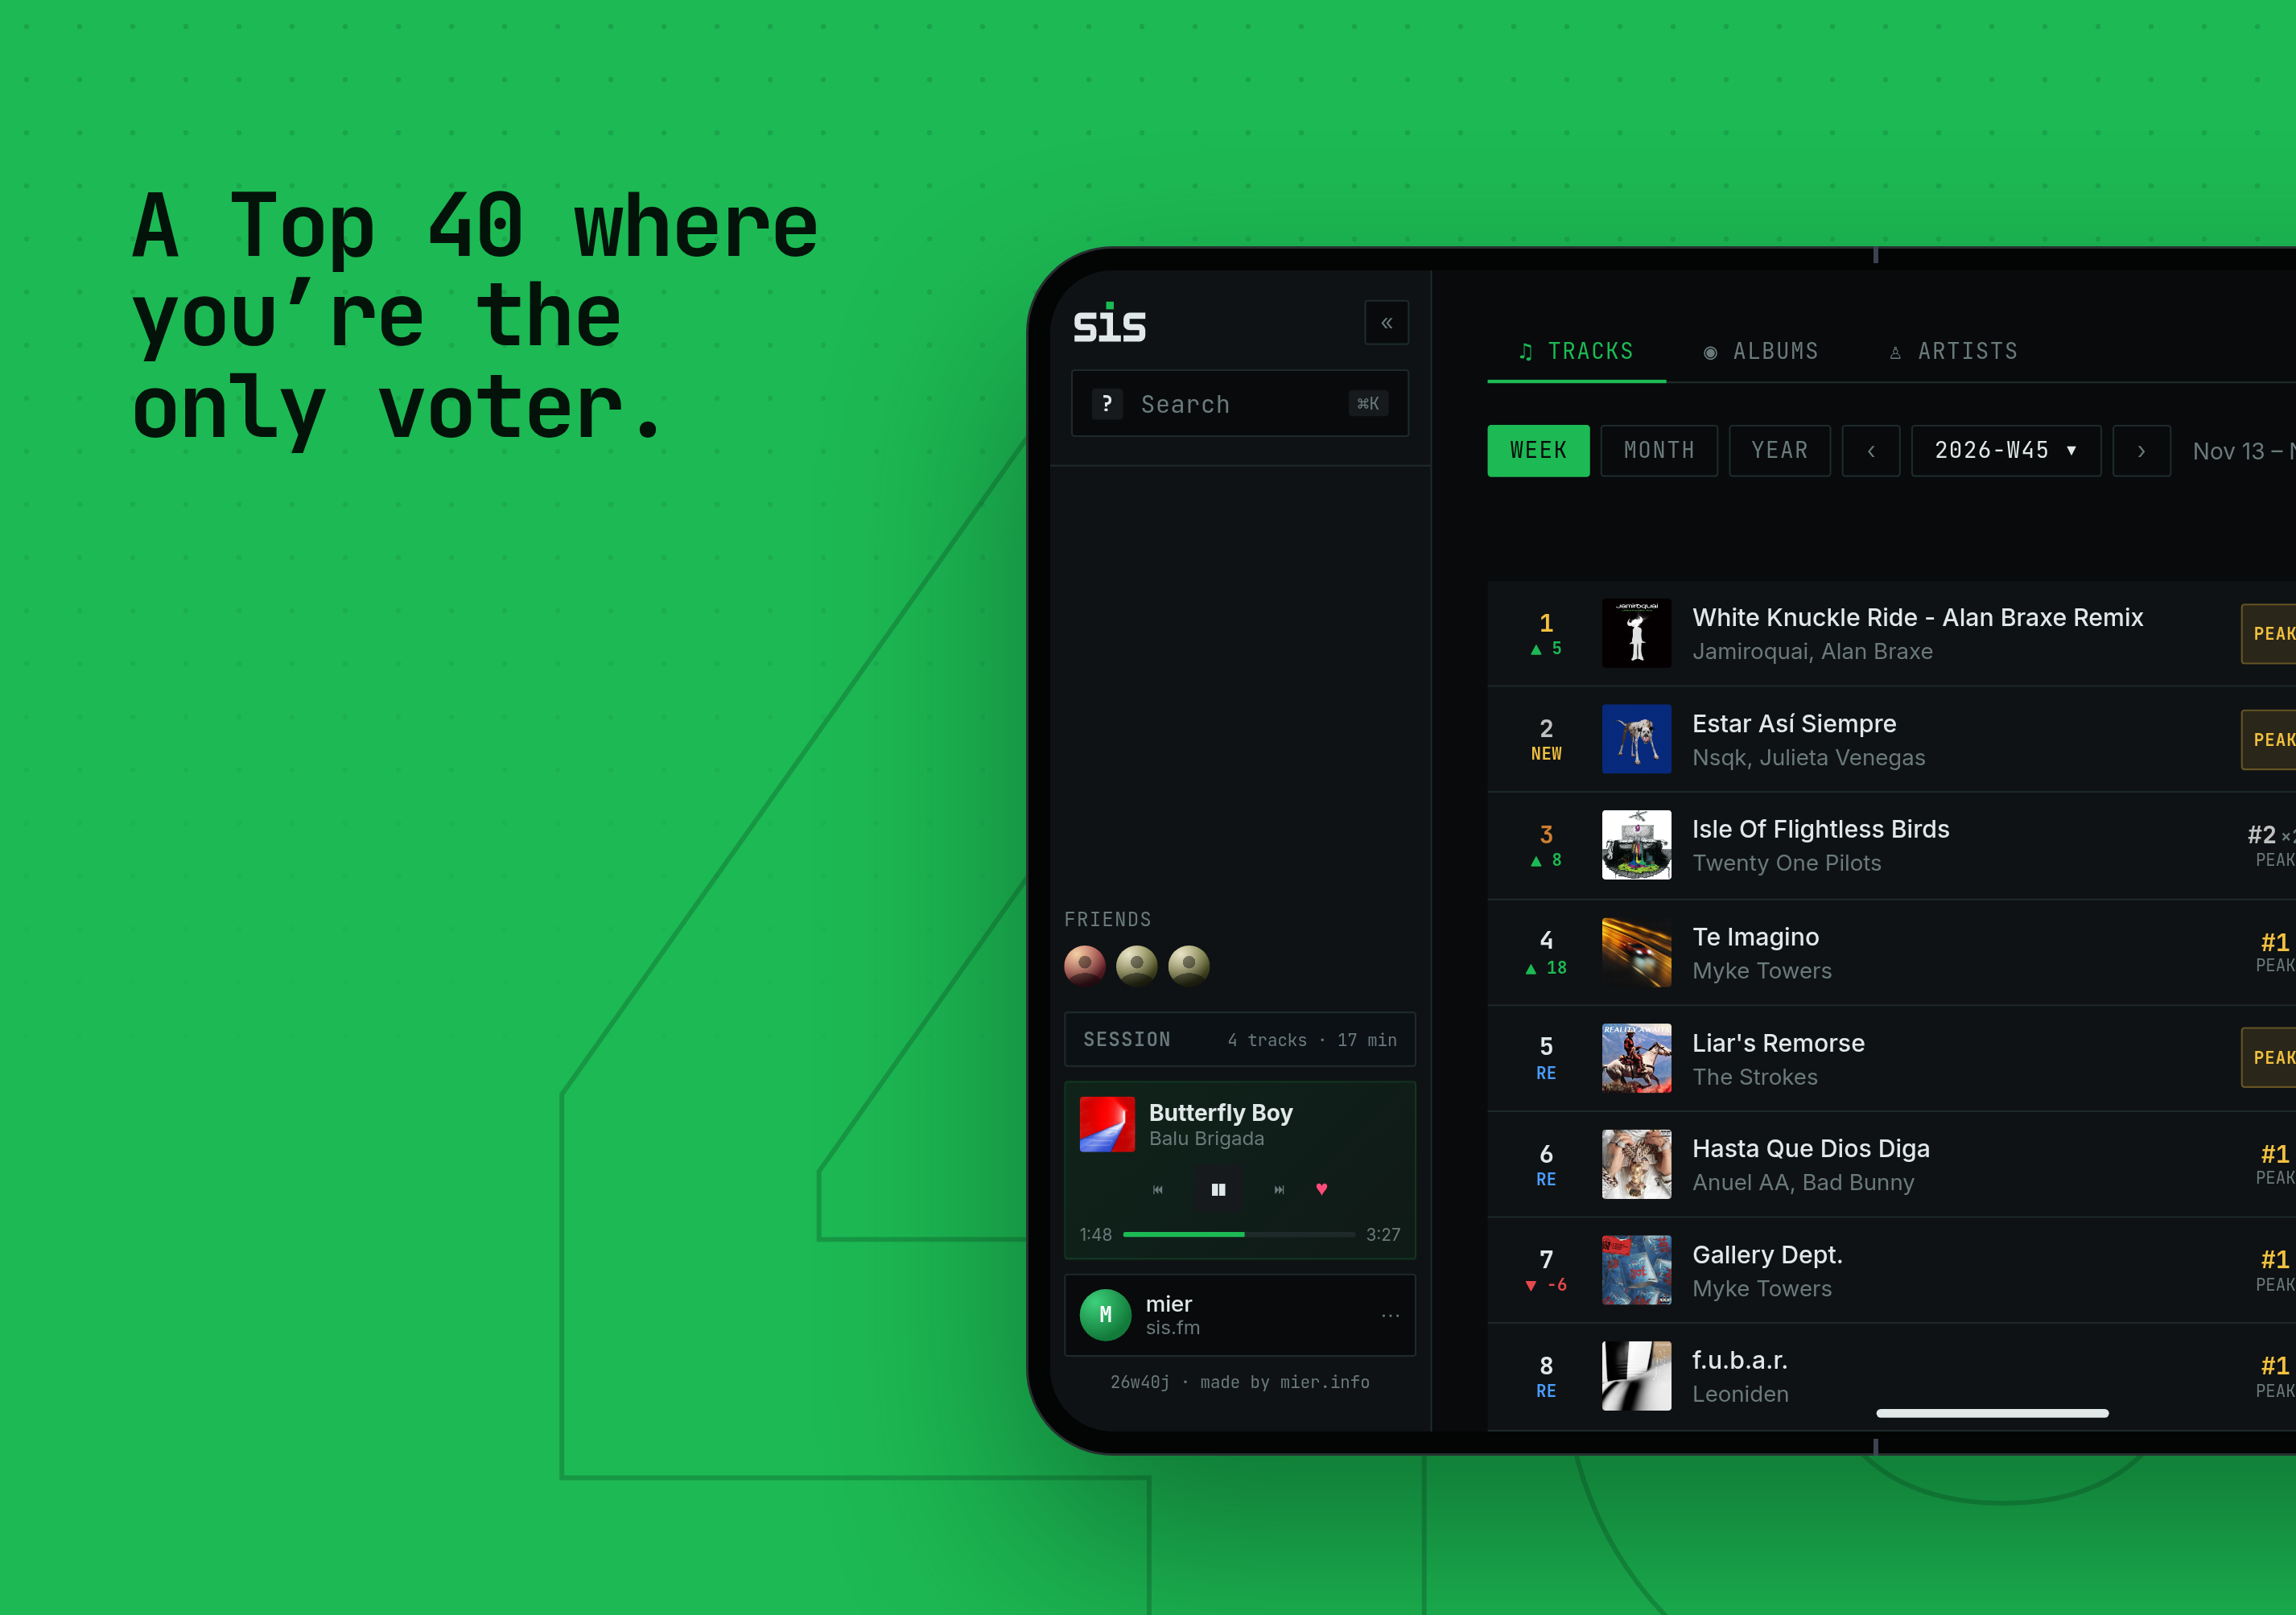 A Top 40 where
you’re the
only voter.
sis
«
? Search ⌘K
FRIENDS
SESSION 4 tracks · 17 min
Butterfly Boy
Balu Brigada
1:48 3:27
M mier
sis.fm
26w40j · made by mier.info
♫ TRACKS ◉ ALBUMS ♙ ARTISTS
WEEK MONTH YEAR ‹ 2026-W45 ▼ › Nov 13 –
1 White Knuckle Ride - Alan Braxe Remix PEAK
▲ 5 Jamiroquai, Alan Braxe
2 Estar Así Siempre PEAK
NEW Nsqk, Julieta Venegas
3 Isle Of Flightless Birds #2
▲ 8 Twenty One Pilots PEAK
4 Te Imagino #1
▲ 18 Myke Towers PEAK
REALITY AWAITS
5 Liar's Remorse PEAK
RE The Strokes
6 Hasta Que Dios Diga #1
RE Anuel AA, Bad Bunny PEAK
7 Gallery Dept. #1
▼ -6 Myke Towers PEAK
8 f.u.b.a.r. #1
RE Leoniden PEAK